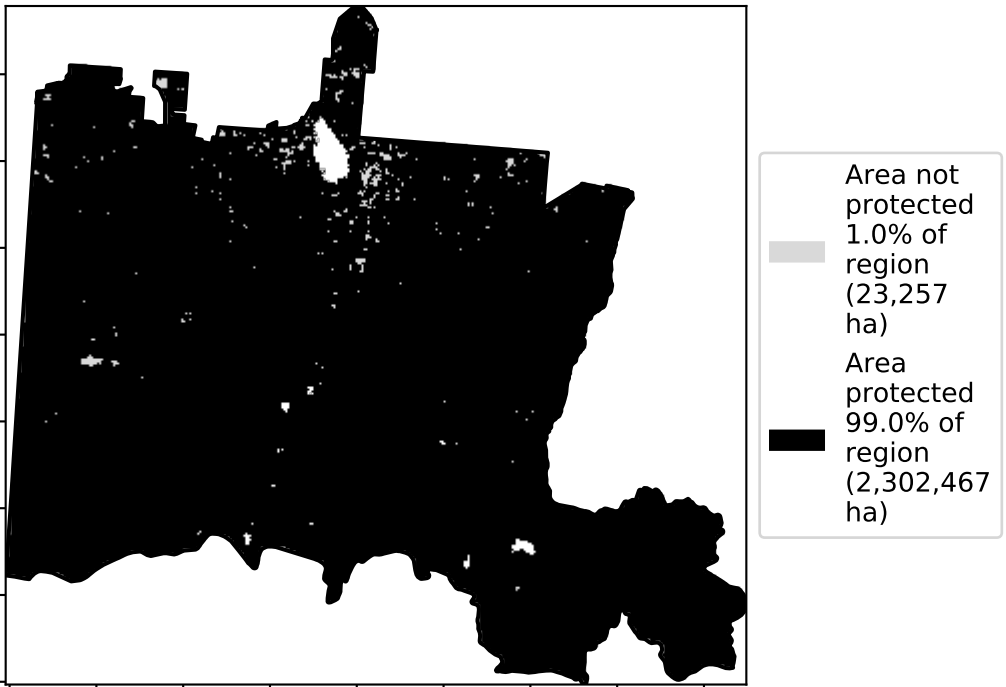 Area not
protected
1.0% of
region
(23,257
ha)
Area
protected
99.0% of
region
(2,302,467
ha)